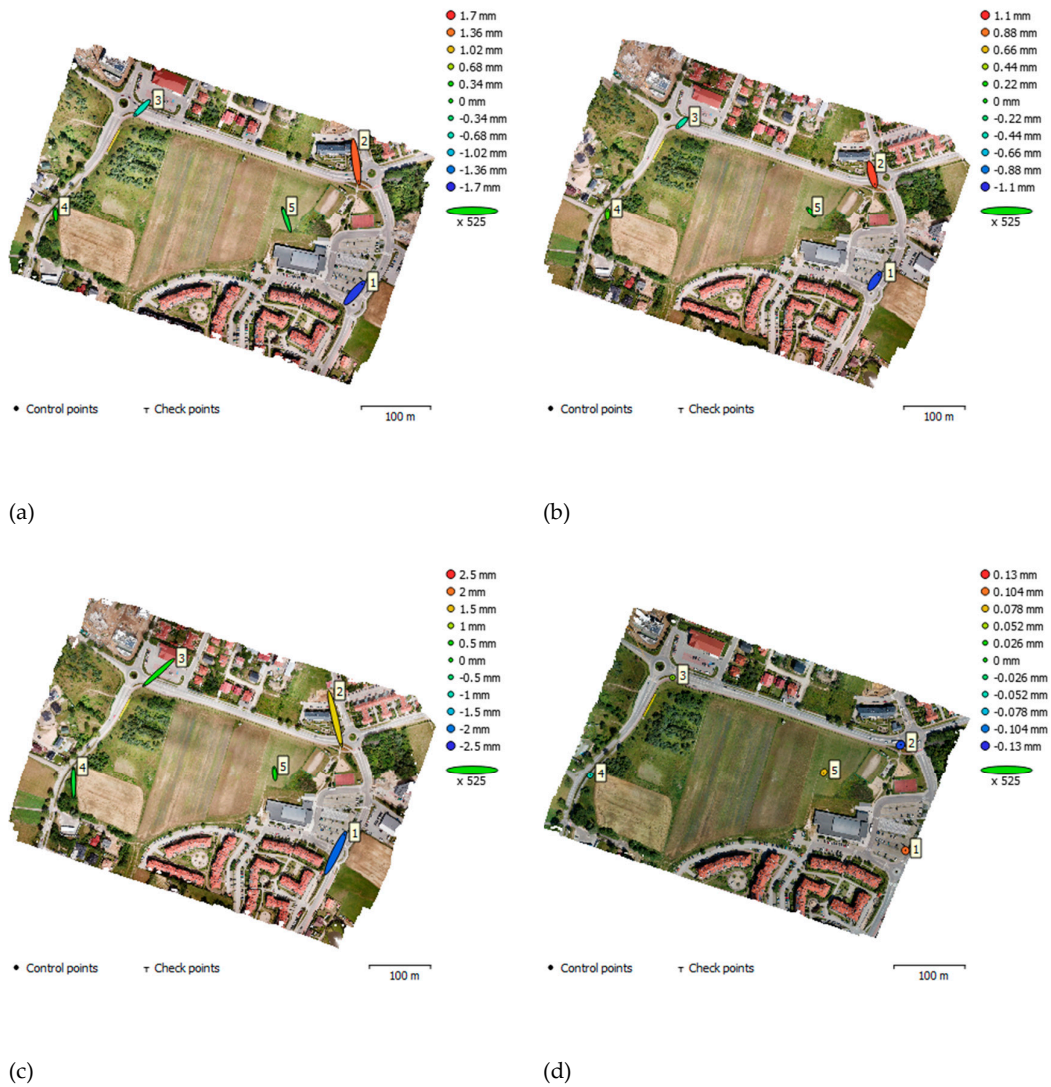 1.7 mm
1.36 mm
1.02 mm
0.68 mm
0.34 mm
0 mm
-0.34 mm
-0.68 mm
-1.02 mm
-1.36 mm
-1.7 mm
x 525
3
2
4
5
1
Control points
Check points
100 m
(a)
1.1 mm
0.88 mm
0.66 mm
0.44 mm
0.22 mm
0 mm
-0.22 mm
-0.44 mm
-0.66 mm
-0.88 mm
-1.1 mm
x 525
3
2
4
5
1
Control points
Check points
100 m
(b)
2.5 mm
2 mm
1.5 mm
1 mm
0.5 mm
0 mm
-0.5 mm
-1 mm
-1.5 mm
-2 mm
-2.5 mm
x 525
3
2
4
5
1
Control points
Check points
100 m
(c)
0.13 mm
0.104 mm
0.078 mm
0.052 mm
0.026 mm
0 mm
-0.026 mm
-0.052 mm
-0.078 mm
-0.104 mm
-0.13 mm
x 525
3
2
4
5
1
Control points
Check points
100 m
(d)